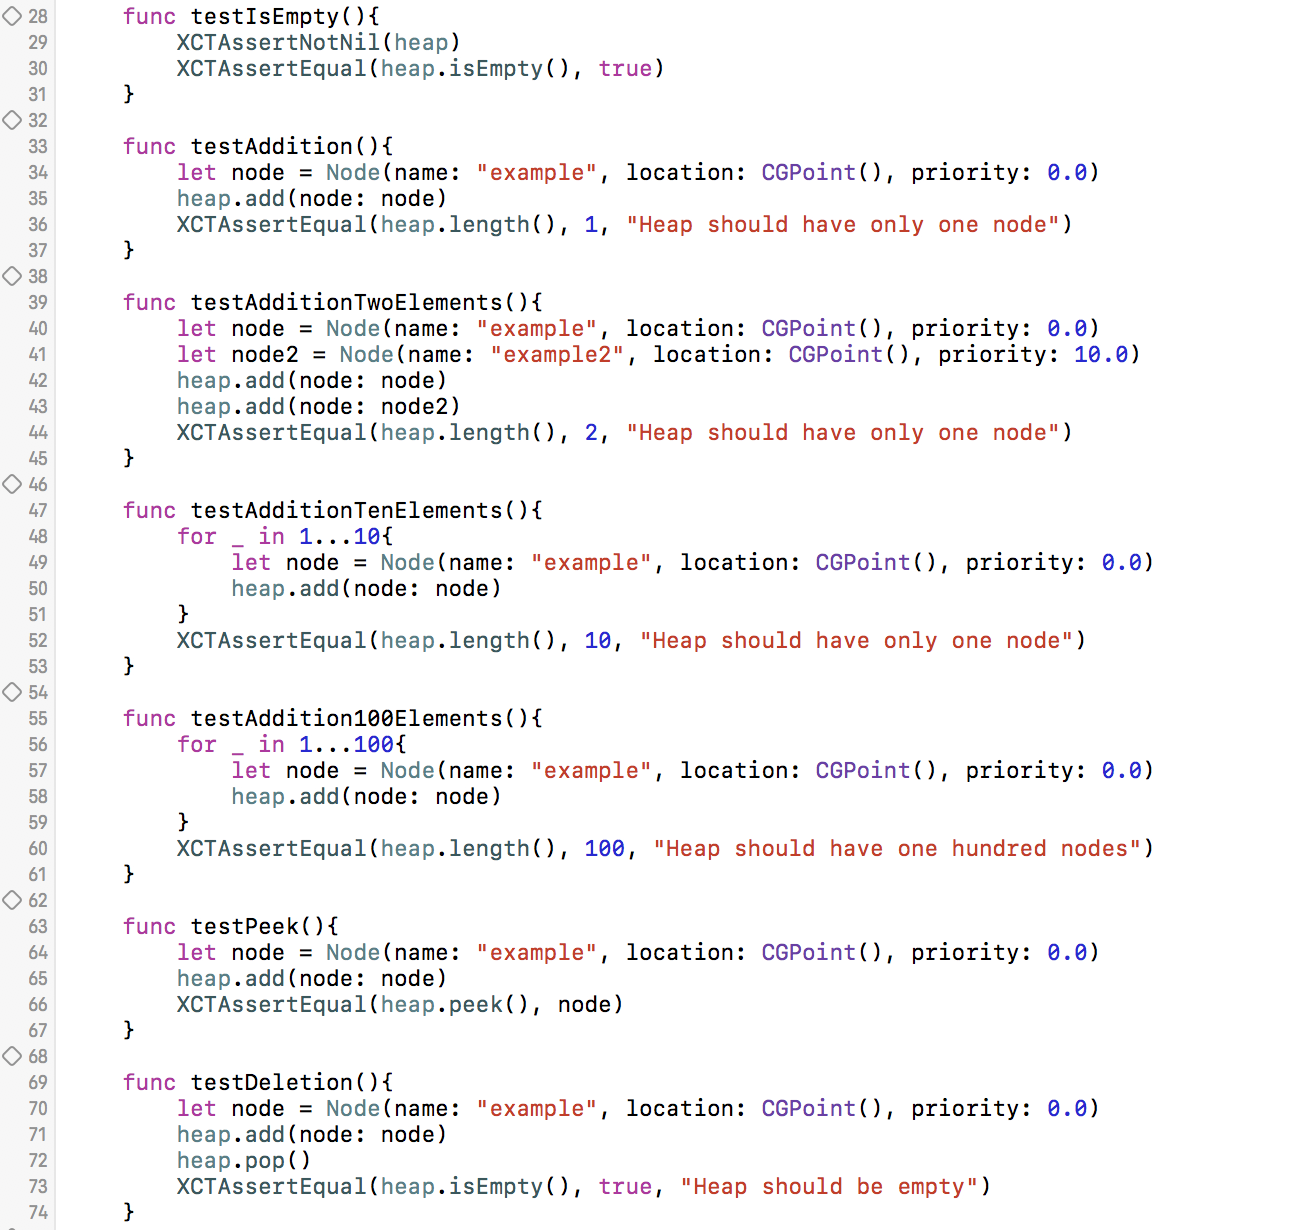 28 func testIsEmpty(){
29 XCTAssertNotNil(heap)
30 XCTAssertEqual(heap.isEmpty(), true)
31 }
32
33 func testAddition(){
34 let node = Node(name: "example", location: CGPoint(), priority: 0.0)
35 heap.add(node: node)
36 XCTAssertEqual(heap.length(), 1, "Heap should have only one node")
37 }
38
39 func testAdditionTwoElements(){
40 let node = Node(name: "example", location: CGPoint(), priority: 0.0)
41 let node2 = Node(name: "example2", location: CGPoint(), priority: 10.0)
42 heap.add(node: node)
43 heap.add(node: node2)
44 XCTAssertEqual(heap.length(), 2, "Heap should have only one node")
45 }
46
47 func testAdditionTenElements(){
48 for _ in 1...10{
49 let node = Node(name: "example", location: CGPoint(), priority: 0.0)
50 heap.add(node: node)
51 }
52 XCTAssertEqual(heap.length(), 10, "Heap should have only one node")
53 }
54
55 func testAddition100Elements(){
56 for _ in 1...100{
57 let node = Node(name: "example", location: CGPoint(), priority: 0.0)
58 heap.add(node: node)
59 }
60 XCTAssertEqual(heap.length(), 100, "Heap should have one hundred nodes")
61 }
62
63 func testPeek(){
64 let node = Node(name: "example", location: CGPoint(), priority: 0.0)
65 heap.add(node: node)
66 XCTAssertEqual(heap.peek(), node)
67 }
68
69 func testDeletion(){
70 let node = Node(name: "example", location: CGPoint(), priority: 0.0)
71 heap.add(node: node)
72 heap.pop()
73 XCTAssertEqual(heap.isEmpty(), true, "Heap should be empty")
74 }